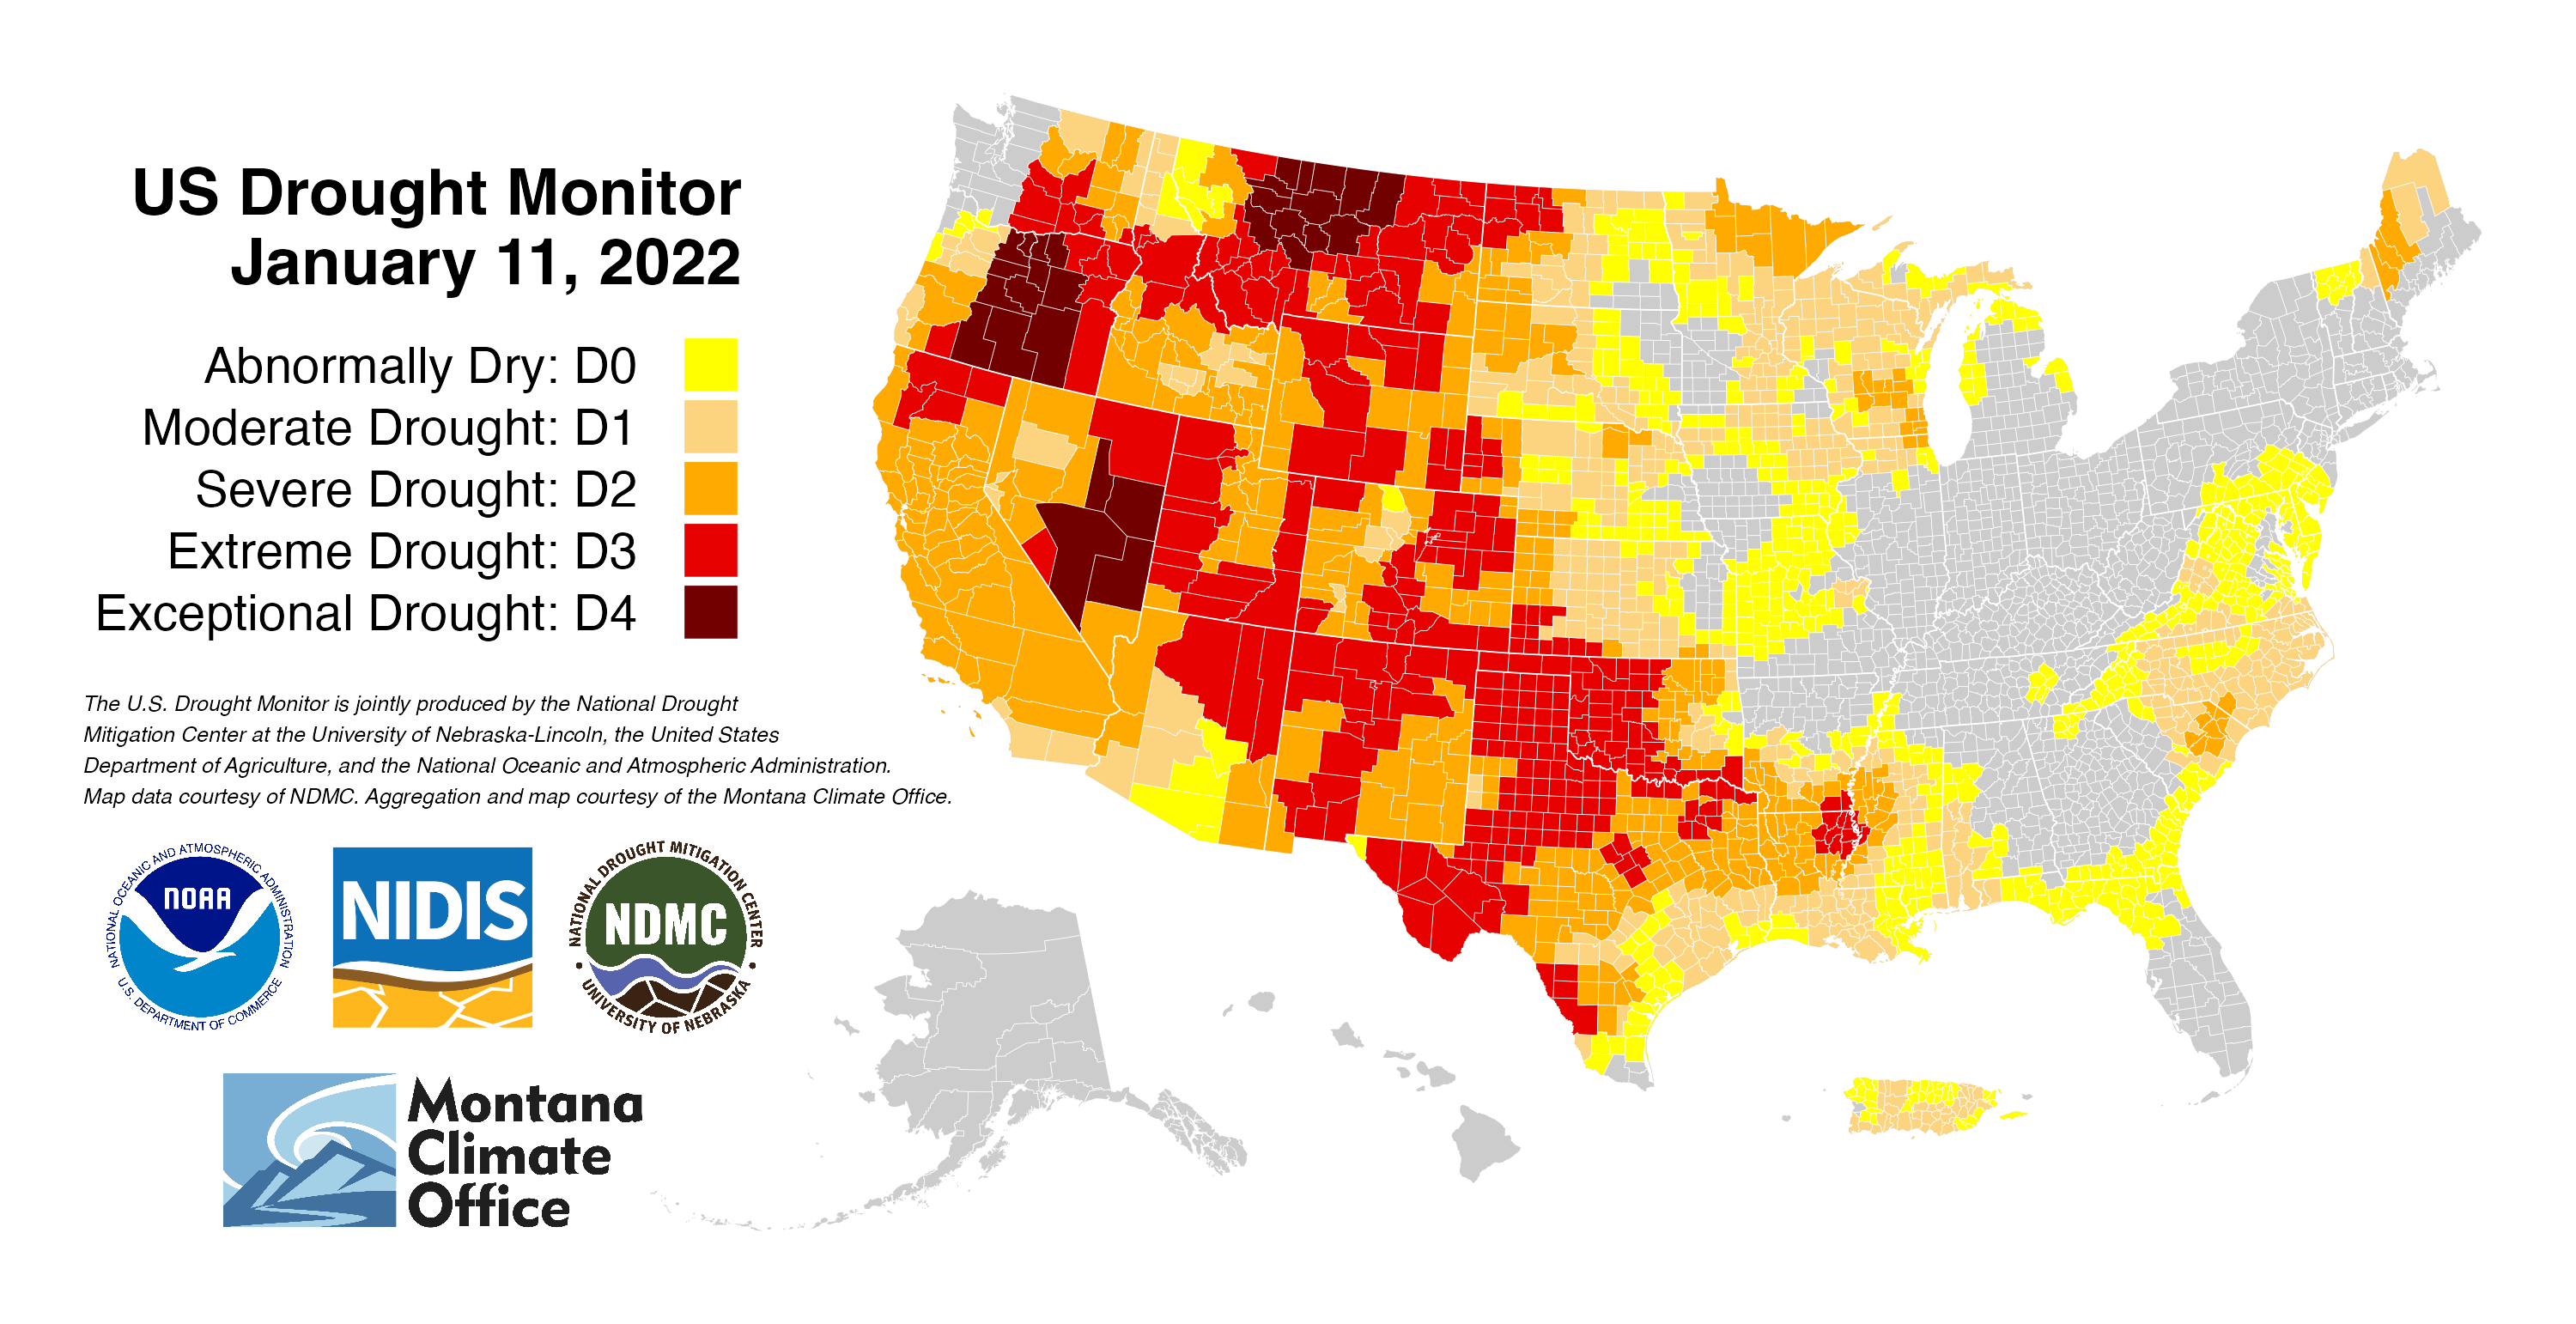 US Drought Monitor
January 11, 2022
Abnormally Dry: D0
Moderate Drought: D1
Severe Drought: D2
Extreme Drought: D3
Exceptional Drought: D4
The U.S. Drought Monitor is jointly produced by the National Drought
Mitigation Center at the University of Nebraska-Lincoln, the United States
Department of Agriculture, and the National Oceanic and Atmospheric Administration.
Map data courtesy of NDMC. Aggregation and map courtesy of the Montana Climate Office.
NATIONAL OCEANIC AND ATMOSPHERIC ADMINISTRATION
NOAA
U.S. DEPARTMENT OF COMMERCE
NIDIS
NATIONAL DROUGHT MITIGATION CENTER
NDMC
UNIVERSITY OF NEBRASKA
Montana
Climate
Office